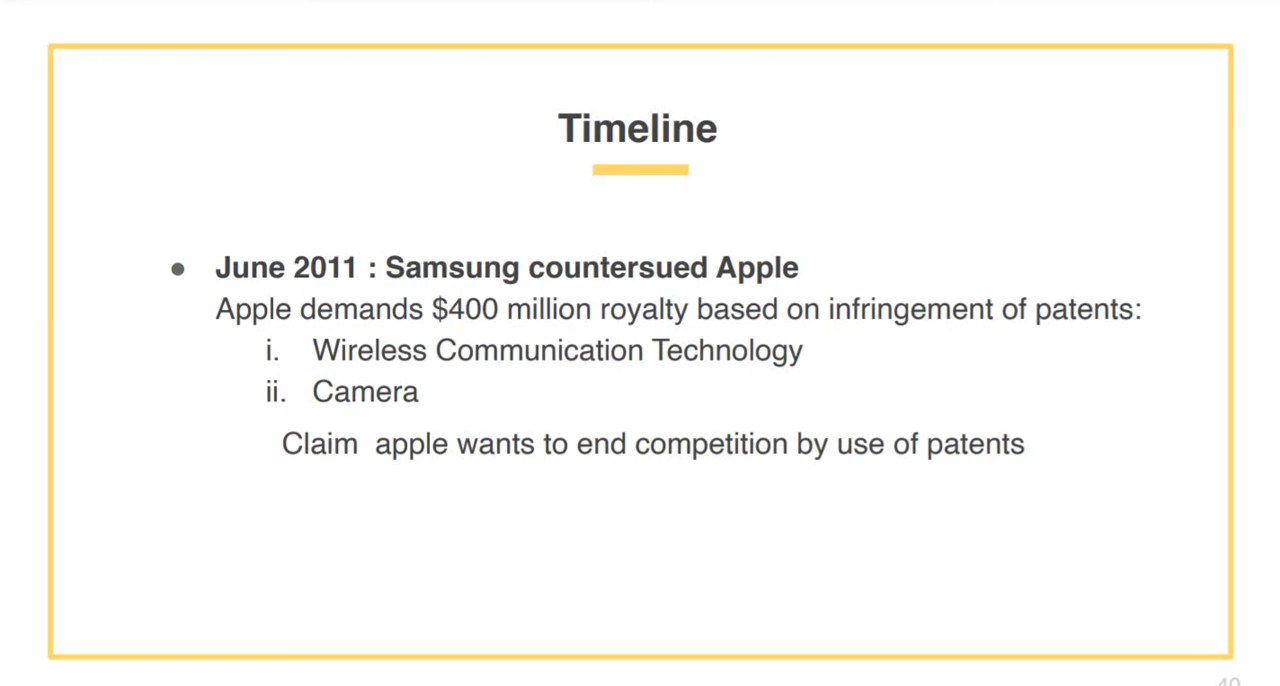 Timeline
● June 2011 : Samsung countersued Apple
Apple demands $400 million royalty based on infringement of patents:
i. Wireless Communication Technology
ii. Camera
Claim apple wants to end competition by use of patents